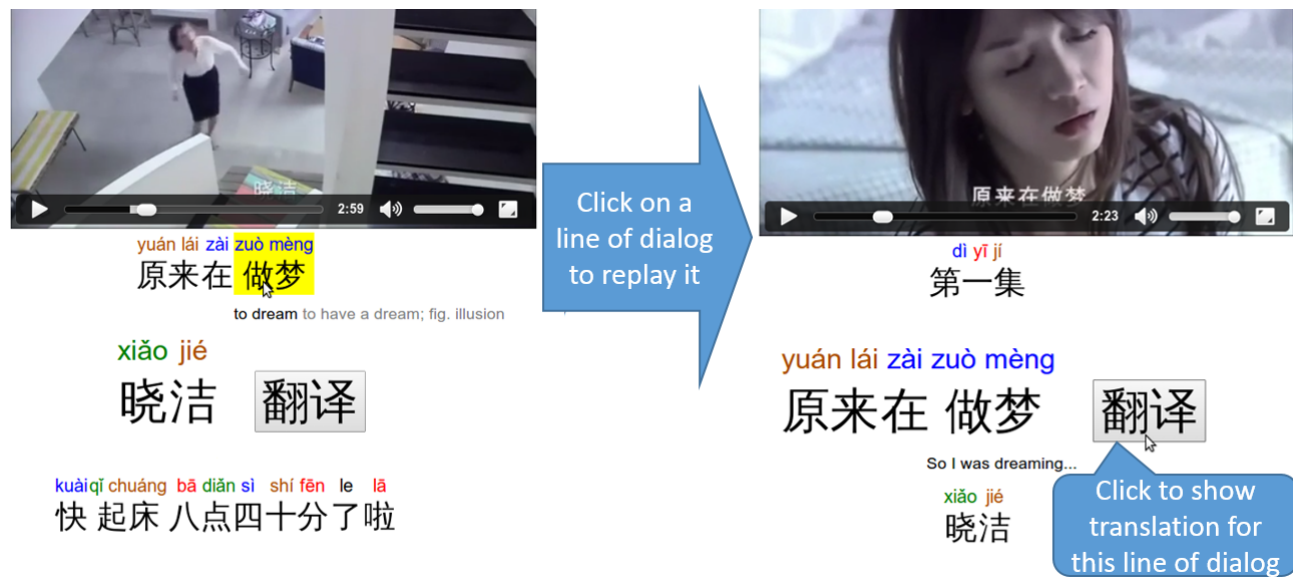 晓洁
2:59
yuán lái zài zuò mèng
原来在 做梦
to dream to have a dream; fig. illusion
xiǎo jié
晓洁 翻译
kuài qǐ chuáng bā diǎn sì shí fēn le lā
快 起床 八点四十分了啦
Click on a
line of dialog
to replay it
原来在做梦
2:23
dì yī jí
第一集
yuán lái zài zuò mèng
原来在 做梦 翻译
So I was dreaming...
xiǎo jié
晓洁
Click to show
translation for
this line of dialog